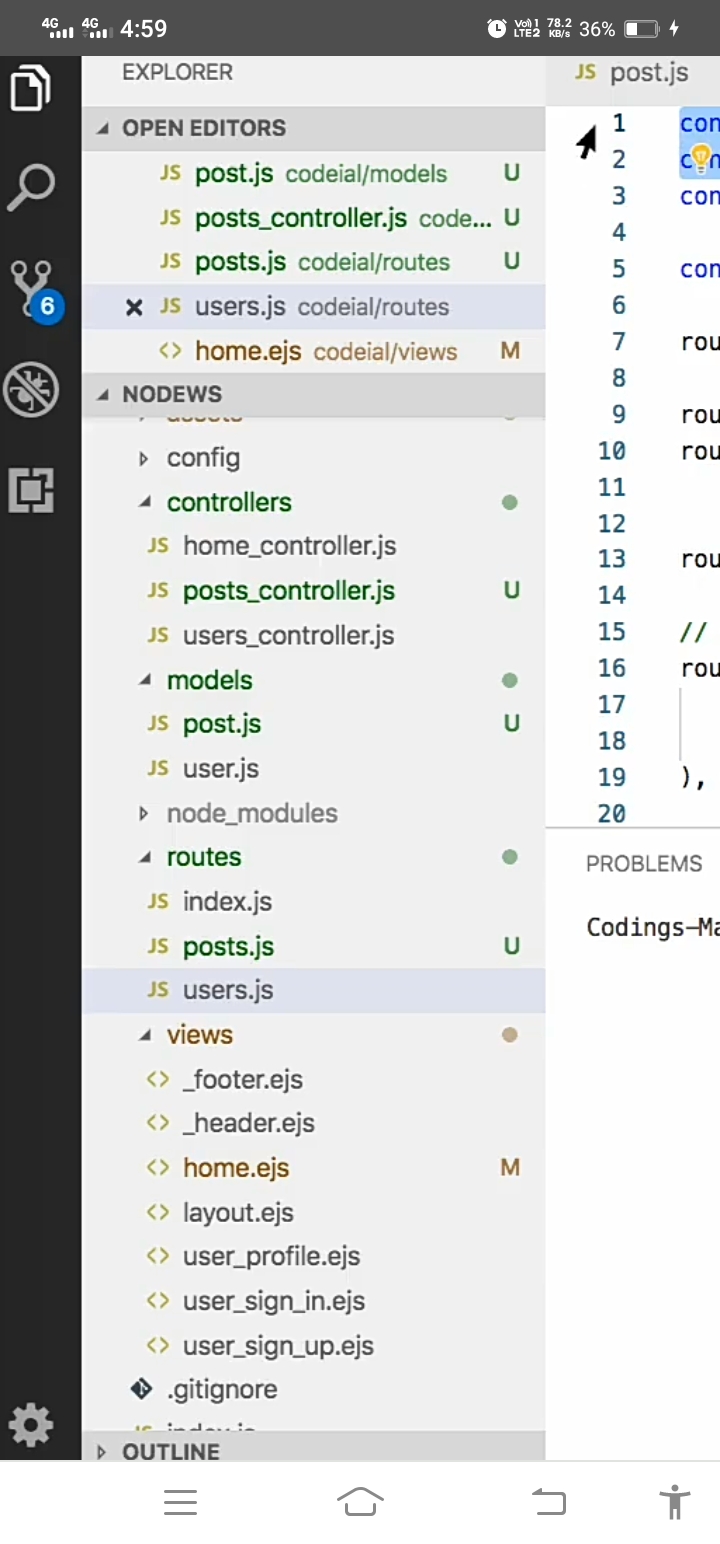 4G 4G 4:59 Vo))1 LTE2 78.2 KB/s 36%
EXPLORER
JS post.js
OPEN EDITORS
JS post.js codeial/models U
JS posts_controller.js code... U
JS posts.js codeial/routes U
JS users.js codeial/routes
<> home.ejs codeial/views M
6
NODEWS
assets
config
controllers
JS home_controller.js
JS posts_controller.js U
JS users_controller.js
models
JS post.js U
JS user.js
node_modules
routes
JS index.js
JS posts.js U
JS users.js
views
<> _footer.ejs
<> _header.ejs
<> home.ejs M
<> layout.ejs
<> user_profile.ejs
<> user_sign_in.ejs
<> user_sign_up.ejs
.gitignore
JS index.js
OUTLINE
1 con
2 con
3 con
4
5 con
6
7 rou
8
9 rou
10 rou
11
12
13 rou
14
15 //
16 rou
17
18
19 ),
20
PROBLEMS
Codings-Ma